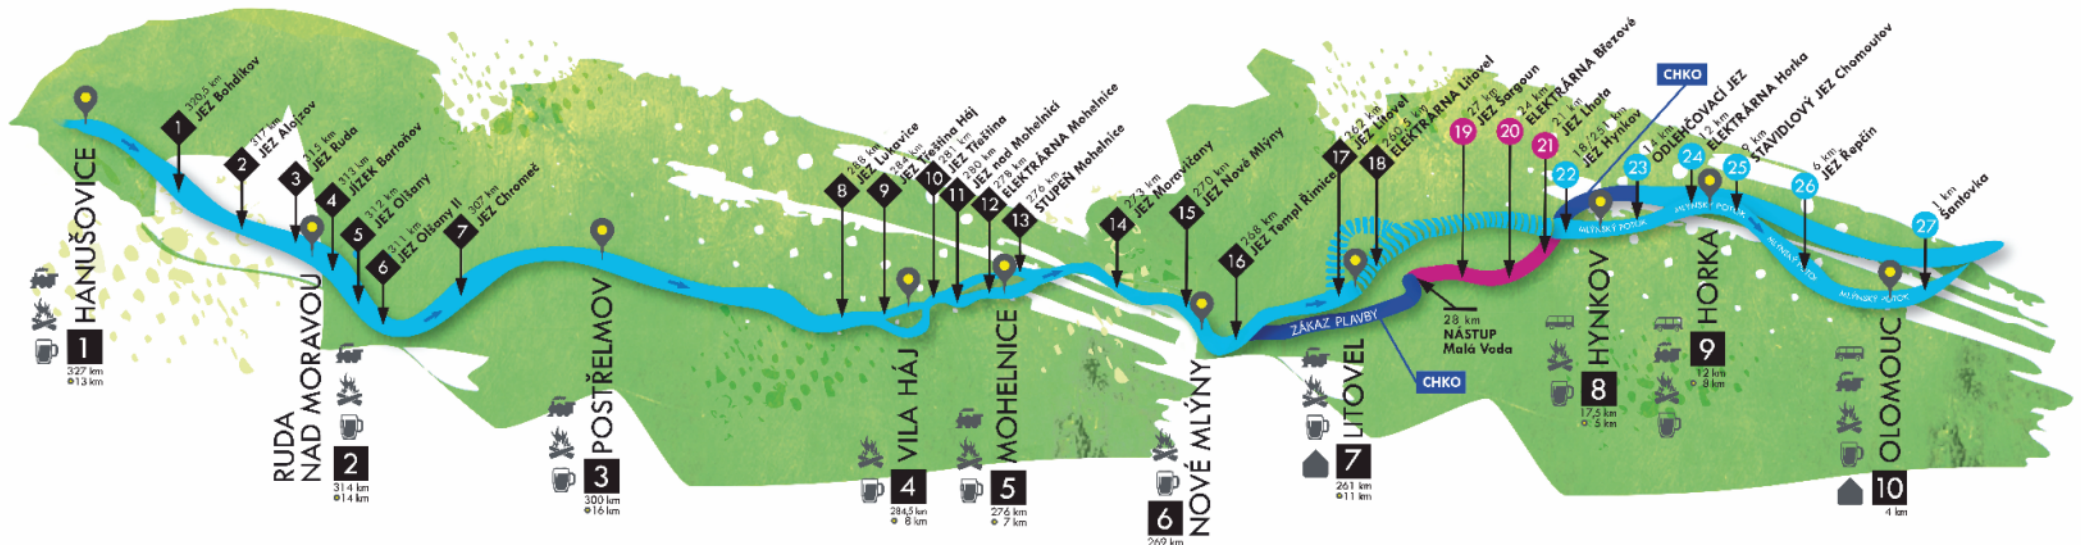 1
320,5 km
JEZ Bohdíkov
2
317 km
JEZ Alojzov
3
315 km
JEZ Ruda
4
313 km
JÍZEK Bartoňov
5
312 km
JEZ Olšany
6
311 km
JEZ Olšany II
7
307 km
JEZ Chromeč
8
288 km
JEZ Lukavice
9
284 km
JEZ Třeština Háj
10
281 km
JEZ Třeština
11
280 km
JEZ nad Mohelnicí
12
278 km
ELEKTRÁRNA Mohelnice
13
276 km
STUPEŇ Mohelnice
14
273 km
JEZ Moravičany
15
270 km
JEZ Nové Mlýny
16
268 km
JEZ Templ Řimice
17
262 km
JEZ Litovel
18
260,5 km
ELEKTRÁRNA Litovel
19
27 km
JEZ Šargoun
20
24 km
ELEKTRÁRNA Březové
21
21 km
JEZ Lhota
22
18/251 km
JEZ Hynkov
23
14 km
ODLEHČOVACÍ JEZ
24
12 km
ELEKTRÁRNA Horka
25
9 km
STAVIDLOVÝ JEZ Chomoutov
26
6 km
JEZ Řepčín
27
1 km
Šantovka
CHKO
MLÝNSKÝ POTOK
MLÝNSKÝ POTOK
MLÝNSKÝ POTOK
MLÝNSKÝ POTOK
ZÁKAZ PLAVBY
28 km
NÁSTUP
Malá Voda
CHKO
HANUŠOVICE
1
327 km
13 km
RUDA
NAD MORAVOU
2
314 km
14 km
POSTŘELMOV
3
300 km
16 km
VILA HÁJ
4
284,5 km
8 km
MOHELNICE
5
276 km
7 km
NOVÉ MLÝNY
6
269 km
LITOVEL
7
261 km
11 km
HYNKOV
8
17,5 km
5 km
HORKA
9
12 km
8 km
OLOMOUC
10
4 km